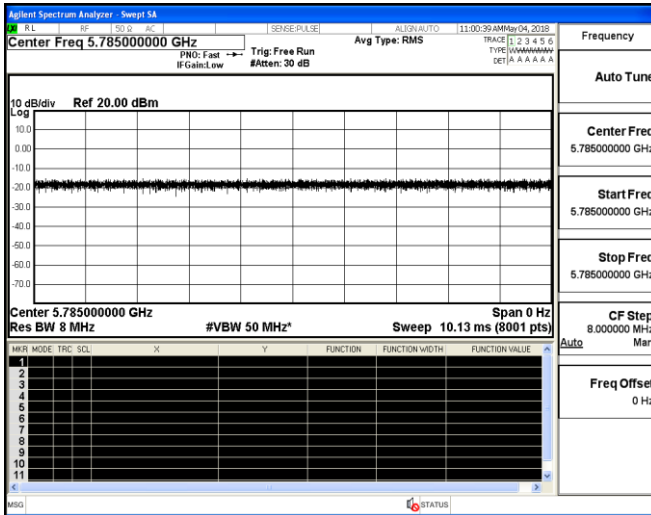 Agilent Spectrum Analyzer - Swept SA
RL RF 50 Ω AC SENSE:PULSE ALIGN AUTO 11:00:39 AM May 04, 2018
Center Freq 5.785000000 GHz
PNO: Fast
IFGain:Low
Trig: Free Run
#Atten: 30 dB
Avg Type: RMS
TRACE 1 2 3 4 5 6
TYPE
DET A A A A A A
10 dB/div Ref 20.00 dBm
Log
10.0
0.00
-10.0
-20.0
-30.0
-40.0
-50.0
-60.0
-70.0
Center 5.785000000 GHz Span 0 Hz
Res BW 8 MHz #VBW 50 MHz* Sweep 10.13 ms (8001 pts)
MKR MODE TRC SCL X Y FUNCTION FUNCTION WIDTH FUNCTION VALUE
1
2
3
4
5
6
7
8
9
10
11
MSG STATUS
Frequency
Auto Tune
Center Freq
5.785000000 GHz
Start Freq
5.785000000 GHz
Stop Freq
5.785000000 GHz
CF Step
8.000000 MHz
Auto Man
Freq Offset
0 Hz